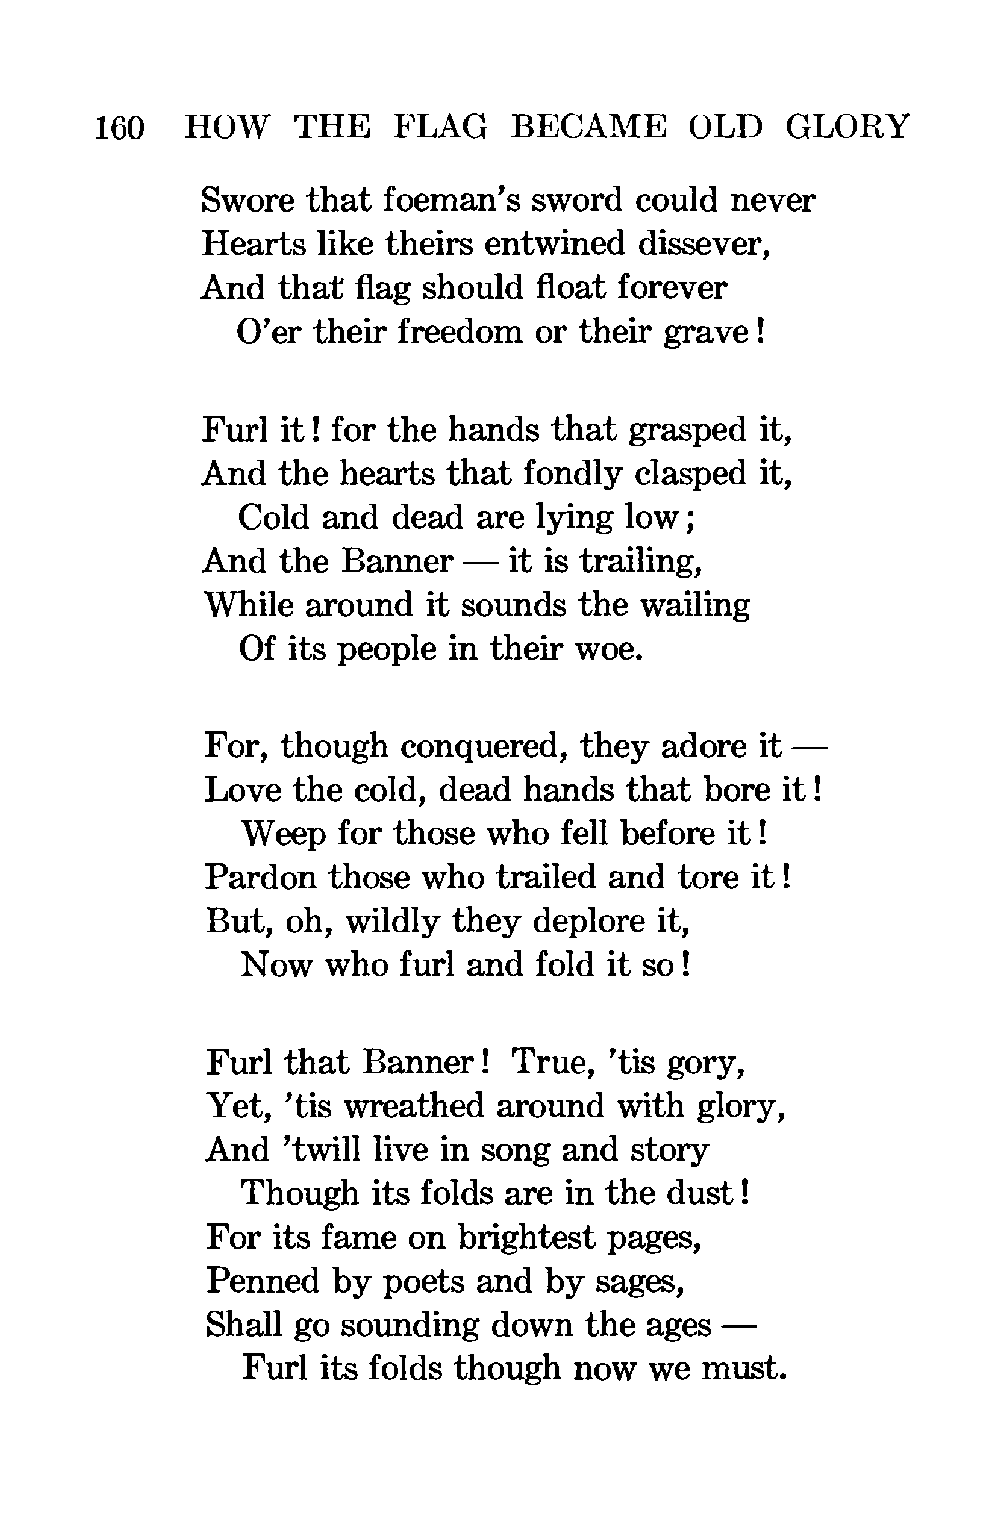 160 HOW THE FLAG BECAME OLD GLORY
Swore that foeman's sword could never
Hearts like theirs entwined dissever,
And that flag should float forever
O'er their freedom or their grave!
Furl it! for the hands that grasped it,
And the hearts that fondly clasped it,
Cold and dead are lying low;
And the Banner — it is trailing,
While around it sounds the wailing
Of its people in their woe.
For, though conquered, they adore it —
Love the cold, dead hands that bore it!
Weep for those who fell before it!
Pardon those who trailed and tore it!
But, oh, wildly they deplore it,
Now who furl and fold it so!
Furl that Banner! True, 'tis gory,
Yet, 'tis wreathed around with glory,
And 'twill live in song and story
Though its folds are in the dust!
For its fame on brightest pages,
Penned by poets and by sages,
Shall go sounding down the ages —
Furl its folds though now we must.